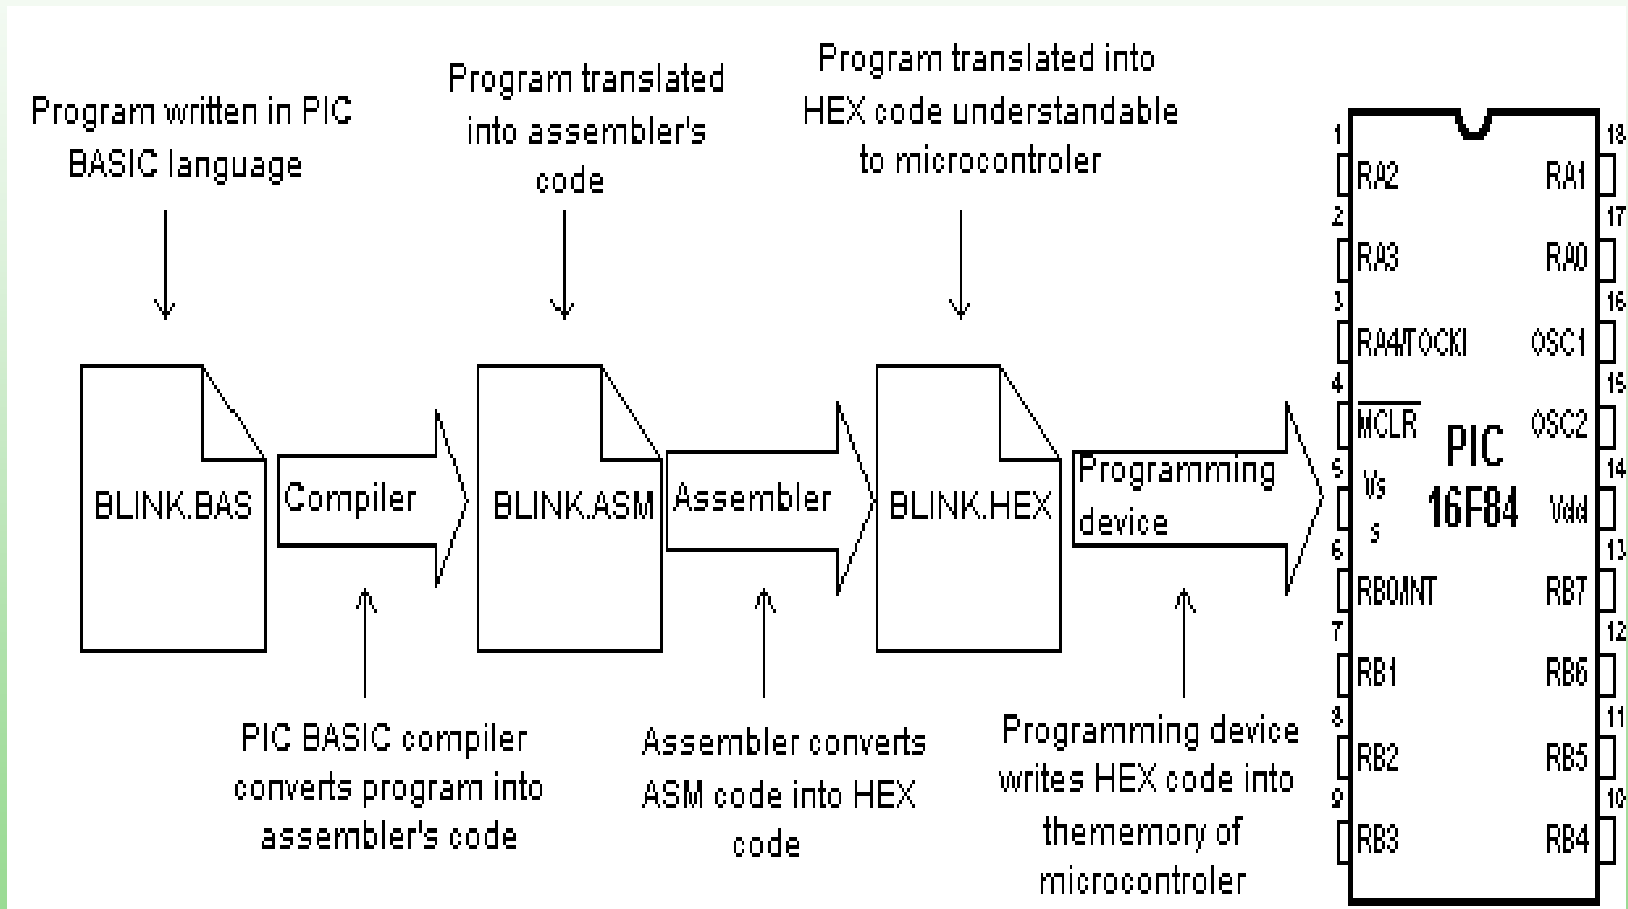 Program written in PIC
BASIC language
Program translated
into assembler's
code
Program translated into
HEX code understandable
to microcontroler
BLINK.BAS
Compiler
BLINK.ASM
Assembler
BLINK.HEX
Programming
device
PIC BASIC compiler
converts program into
assembler's code
Assembler converts
ASM code into HEX
code
Programming device
writes HEX code into
thememory of
microcontroler
1
RA2
RA1
18
2
RA3
RA0
17
3
RA4/TOCKI
OSC1
16
4
MCLR
OSC2
15
PIC
16F84
5
Vs
s
Vdd
14
6
RB0/INT
RB7
13
7
RB1
RB6
12
8
RB2
RB5
11
9
RB3
RB4
10